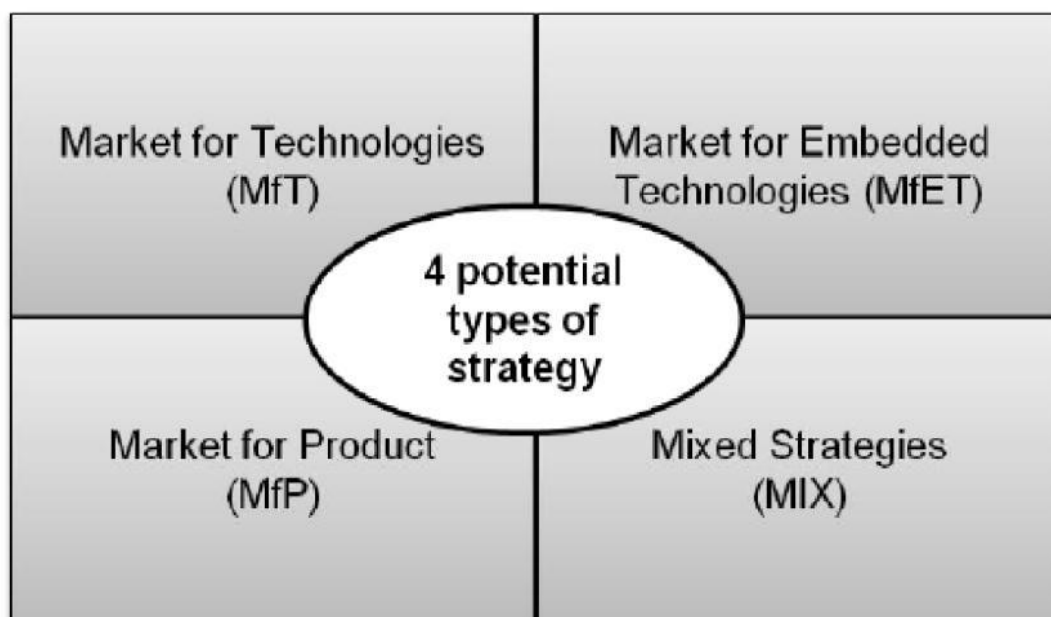 Market for Technologies
(MfT)
Market for Embedded
Technologies (MfET)
4 potential
types of
strategy
Market for Product
(MfP)
Mixed Strategies
(MIX)